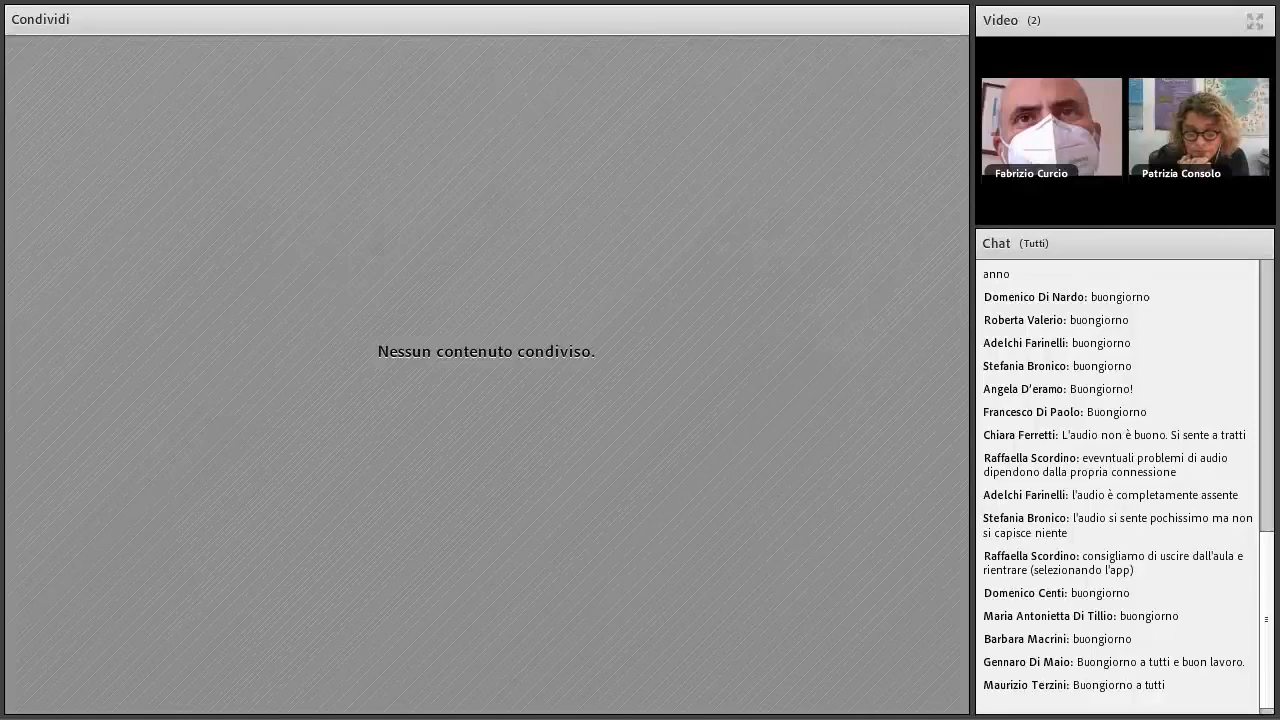 Condividi
Nessun contenuto condiviso.
Video (2)
Fabrizio Curcio
Patrizia Consolo
Chat (Tutti)
anno
Domenico Di Nardo: buongiorno
Roberta Valerio: buongiorno
Adelchi Farinelli: buongiorno
Stefania Bronico: buongiorno
Angela D'eramo: Buongiorno!
Francesco Di Paolo: Buongiorno
Chiara Ferretti: L'audio non è buono. Si sente a tratti
Raffaella Scordino: evevntuali problemi di audio
dipendono dalla propria connessione
Adelchi Farinelli: l'audio è completamente assente
Stefania Bronico: l'audio si sente pochissimo ma non
si capisce niente
Raffaella Scordino: consigliamo di uscire dall'aula e
rientrare (selezionando l'app)
Domenico Centi: buongiorno
Maria Antonietta Di Tillio: buongiorno
Barbara Macrini: buongiorno
Gennaro Di Maio: Buongiorno a tutti e buon lavoro.
Maurizio Terzini: Buongiorno a tutti